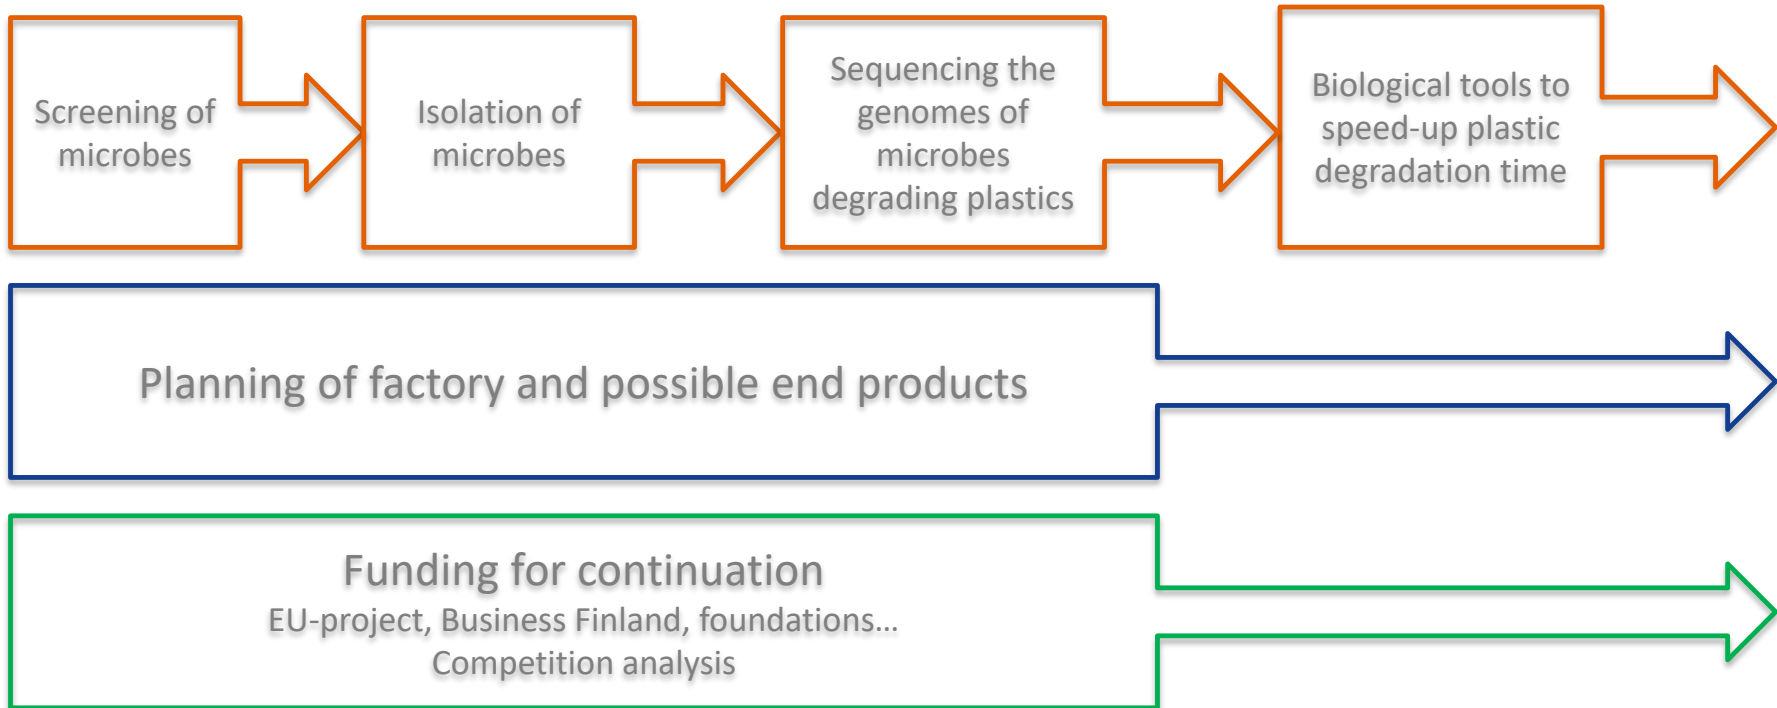 Screening of
microbes
Isolation of
microbes
Sequencing the
genomes of
microbes
degrading plastics
Biological tools to
speed-up plastic
degradation time
Planning of factory and possible end products
Funding for continuation
EU-project, Business Finland, foundations…
Competition analysis